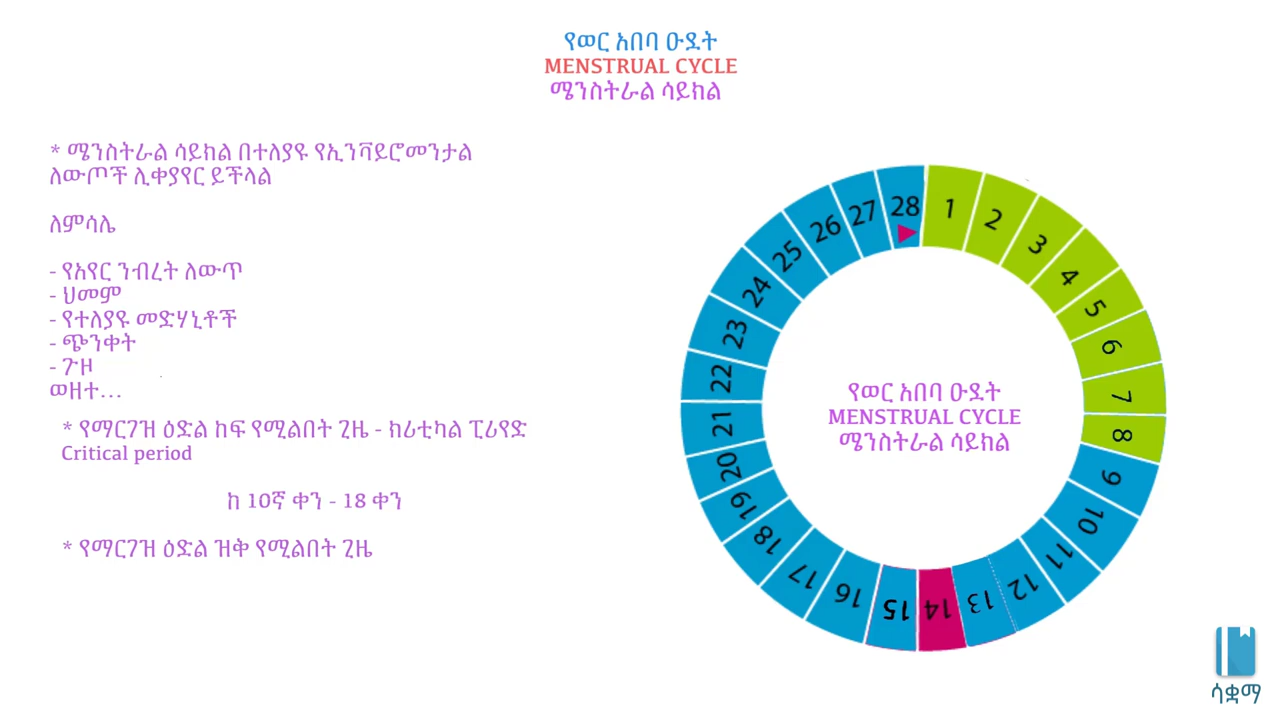 የወር አበባ ዑደት
MENSTRUAL CYCLE
ሜንስትራል ሳይክል
* ሜንስትራል ሳይክል በተለያዩ የኢንቫይሮመንታል
ለውጦች ሊቀያየር ይችላል
ለምሳሌ
- የአየር ንብረት ለውጥ
- ህመም
- የተለያዩ መድሃኒቶች
- ጭንቀት
- ጉዞ
ወዘተ...
* የማርገዝ ዕድል ከፍ የሚልበት ጊዜ - ክሪቲካል ፒሪየድ
Critical period
ከ 10ኛ ቀን - 18 ቀን
* የማርገዝ ዕድል ዝቅ የሚልበት ጊዜ
1
2
3
4
5
6
7
8
9
10
11
12
13
14
15
16
17
18
19
20
21
22
23
24
25
26
27
28
የወር አበባ ዑደት
MENSTRUAL CYCLE
ሜንስትራል ሳይክል
ሳቋማ